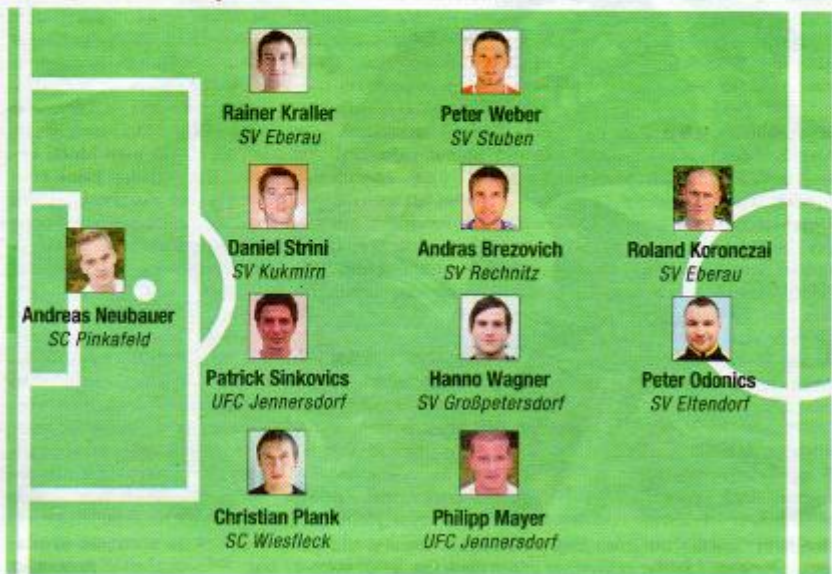 Rainer Kraller
SV Eberau
Peter Weber
SV Stuben
Daniel Strini
SV Kukmirn
Andras Brezovich
SV Rechnitz
Roland Koronczai
SV Eberau
Andreas Neubauer
SC Pinkafeld
Patrick Sinkovics
UFC Jennersdorf
Hanno Wagner
SV Großpetersdorf
Peter Odonics
SV Eltendorf
Christian Plank
SC Wiesfleck
Philipp Mayer
UFC Jennersdorf